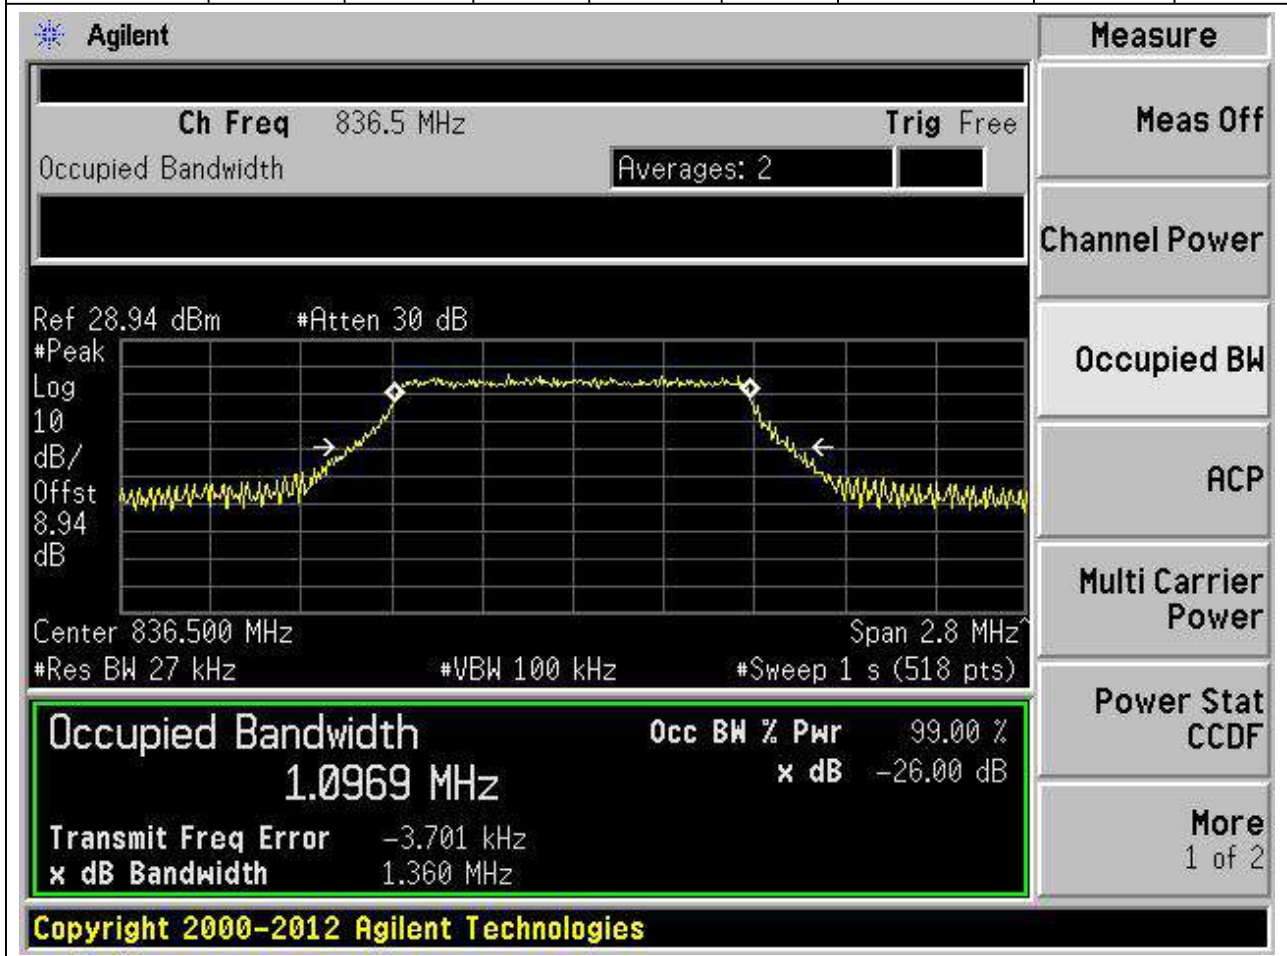 Agilent
Measure
Ch Freq 836.5 MHz Trig Free
Meas Off
Occupied Bandwidth Averages: 2
Channel Power
Ref 28.94 dBm #Atten 30 dB
#Peak
Log
10
dB/
Offst
8.94
dB
Occupied BW
ACP
Multi Carrier
Power
Center 836.500 MHz Span 2.8 MHz^
#Res BW 27 kHz #VBW 100 kHz #Sweep 1 s (518 pts)
Occupied Bandwidth Occ BW % Pwr 99.00 %
1.0969 MHz x dB -26.00 dB
Transmit Freq Error -3.701 kHz
x dB Bandwidth 1.360 MHz
Power Stat
CCDF
More
1 of 2
Copyright 2000-2012 Agilent Technologies